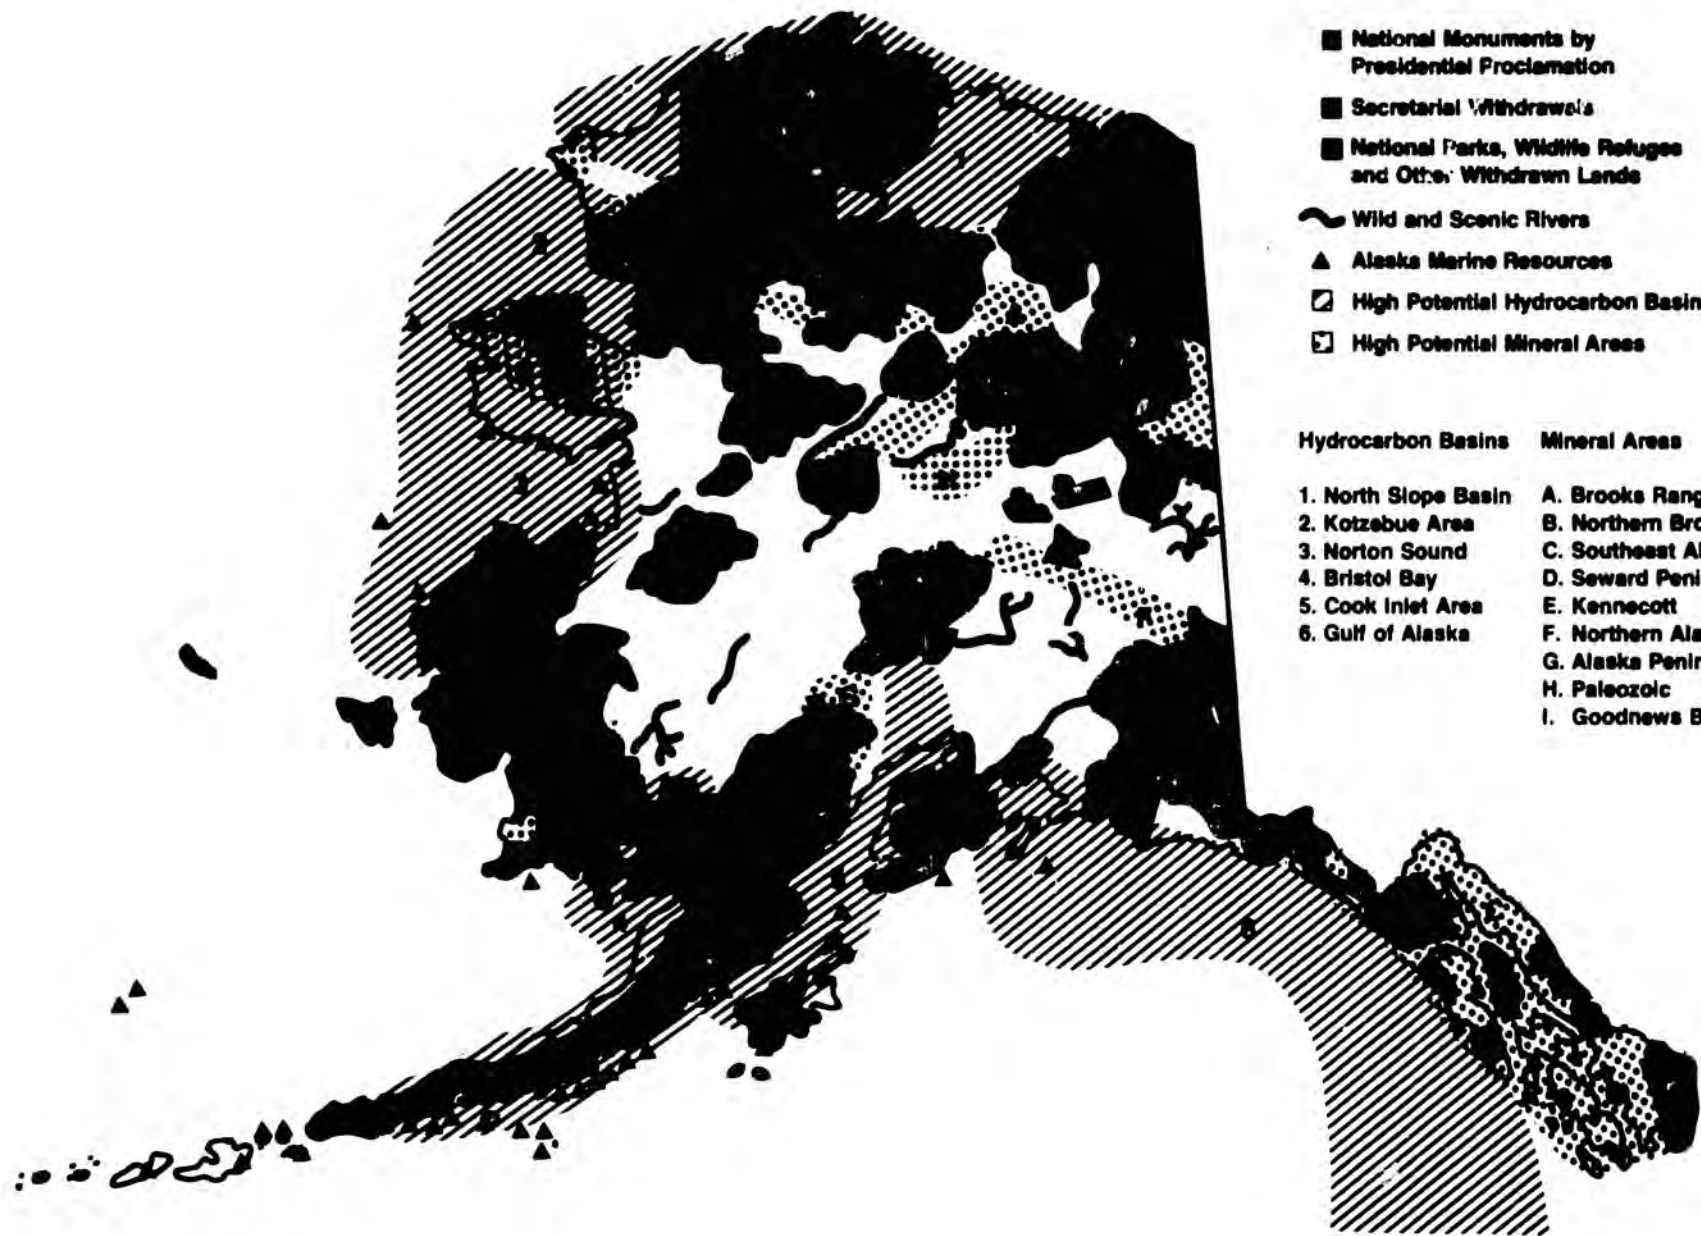 National Monuments by
Presidential Proclamation
Secretarial Withdrawals
National Parks, Wildlife Refuges
and Other Withdrawn Lands
Wild and Scenic Rivers
Alaska Marine Resources
High Potential Hydrocarbon Basin
High Potential Mineral Areas
Hydrocarbon Basins Mineral Areas
1. North Slope Basin A. Brooks Rang
2. Kotzebue Area B. Northern Bro
3. Norton Sound C. Southeast Al
4. Bristol Bay D. Seward Peni
5. Cook Inlet Area E. Kennecott
6. Gulf of Alaska F. Northern Ala
G. Alaska Penin
H. Paleozoic
I. Goodnews B